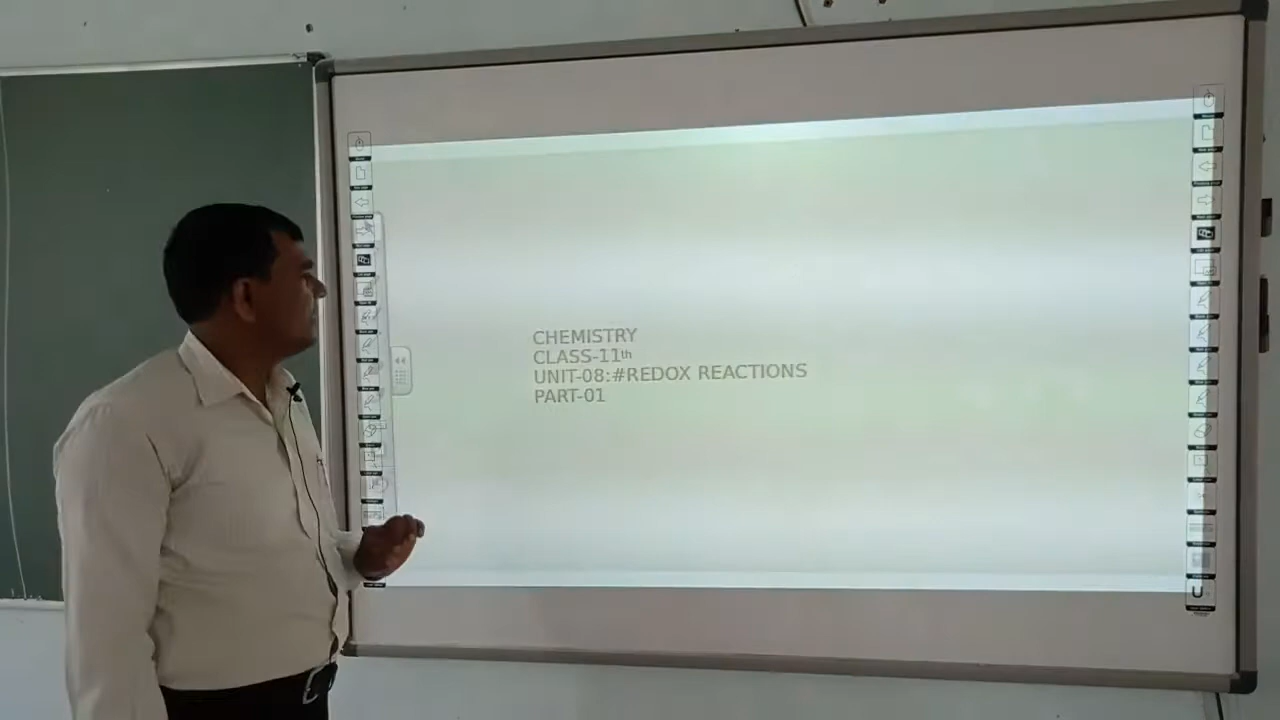 CHEMISTRY
CLASS-11th
UNIT-08:#REDOX REACTIONS
PART-01